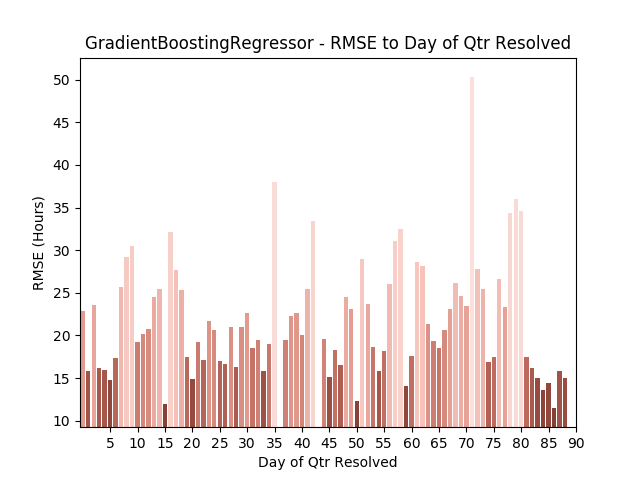 GradientBoostingRegressor - RMSE to Day of Qtr Resolved
50
45
40
35
30
25
20
15
10
RMSE (Hours)
5 10 15 20 25 30 35 40 45 50 55 60 65 70 75 80 85 90
Day of Qtr Resolved